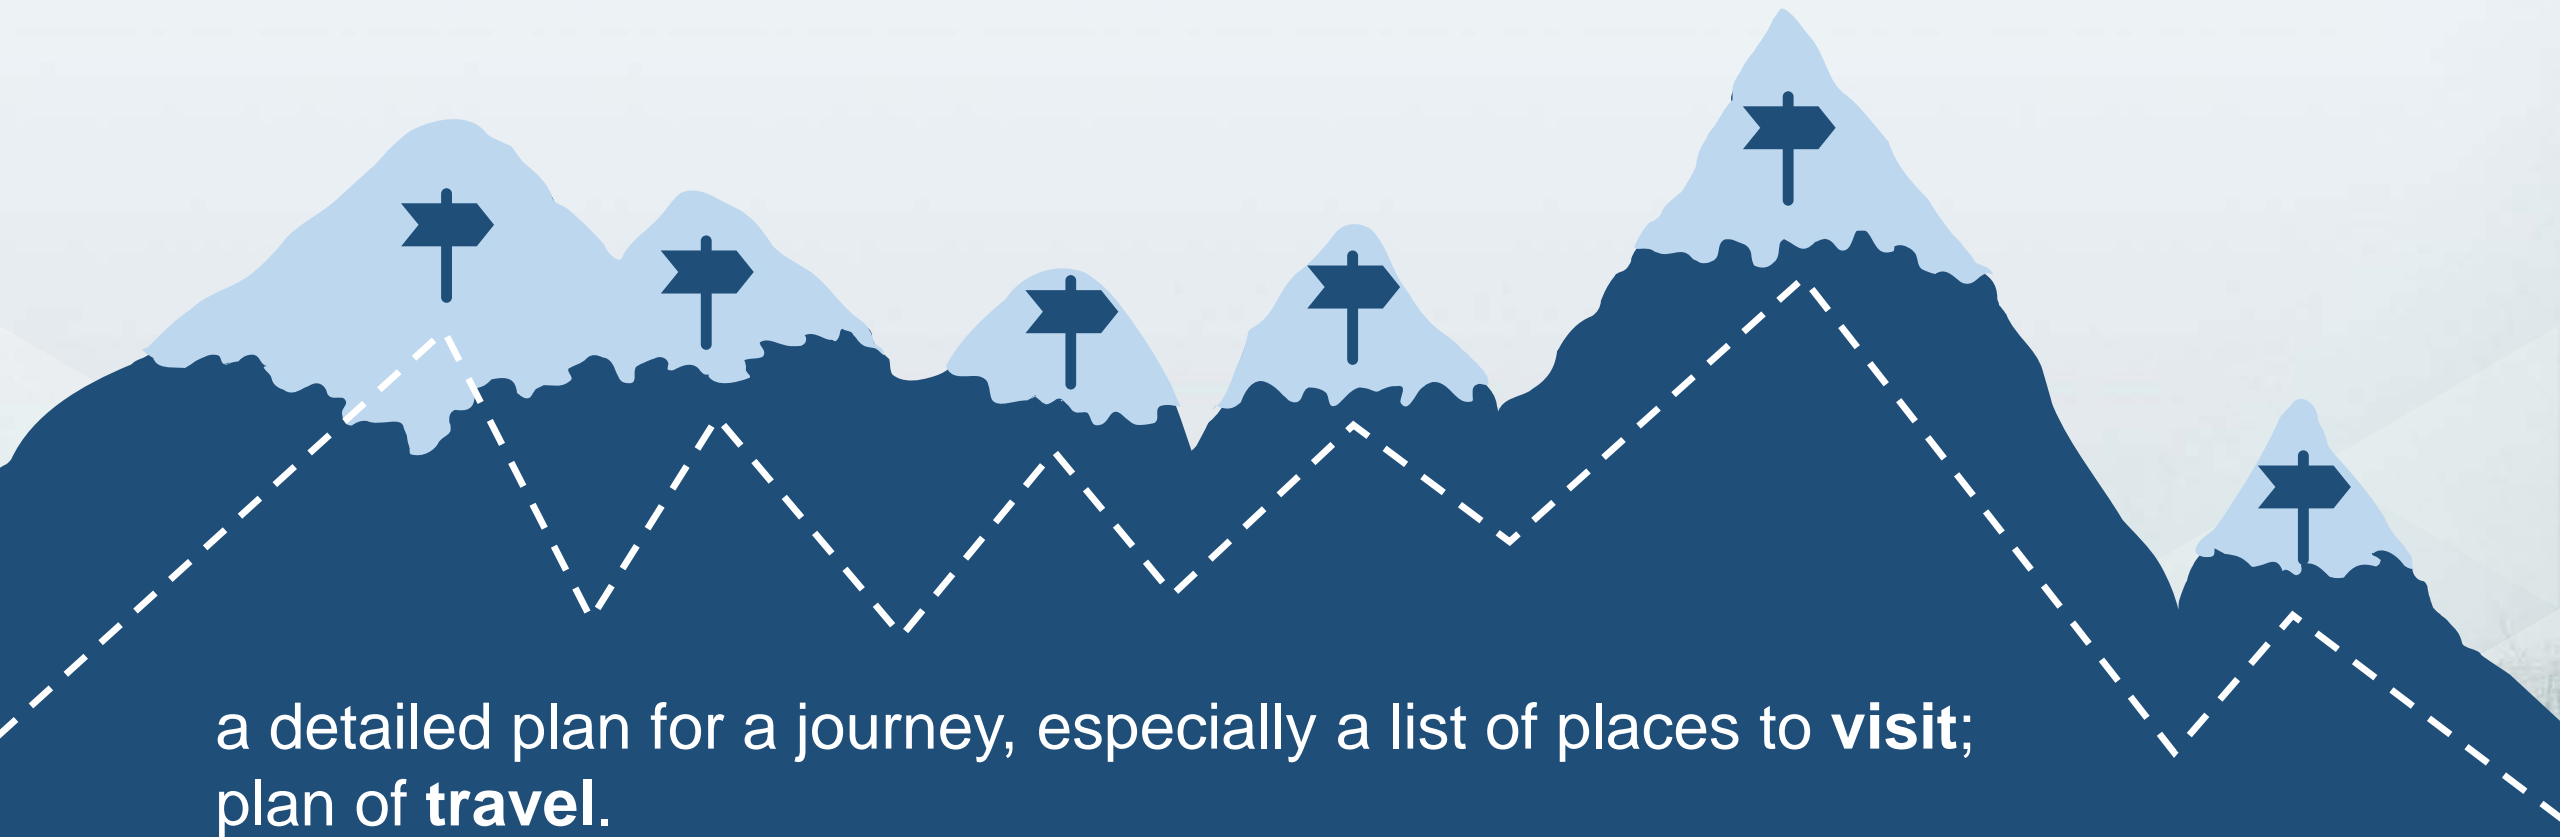 a detailed plan for a journey, especially a list of places to visit;
plan of travel.